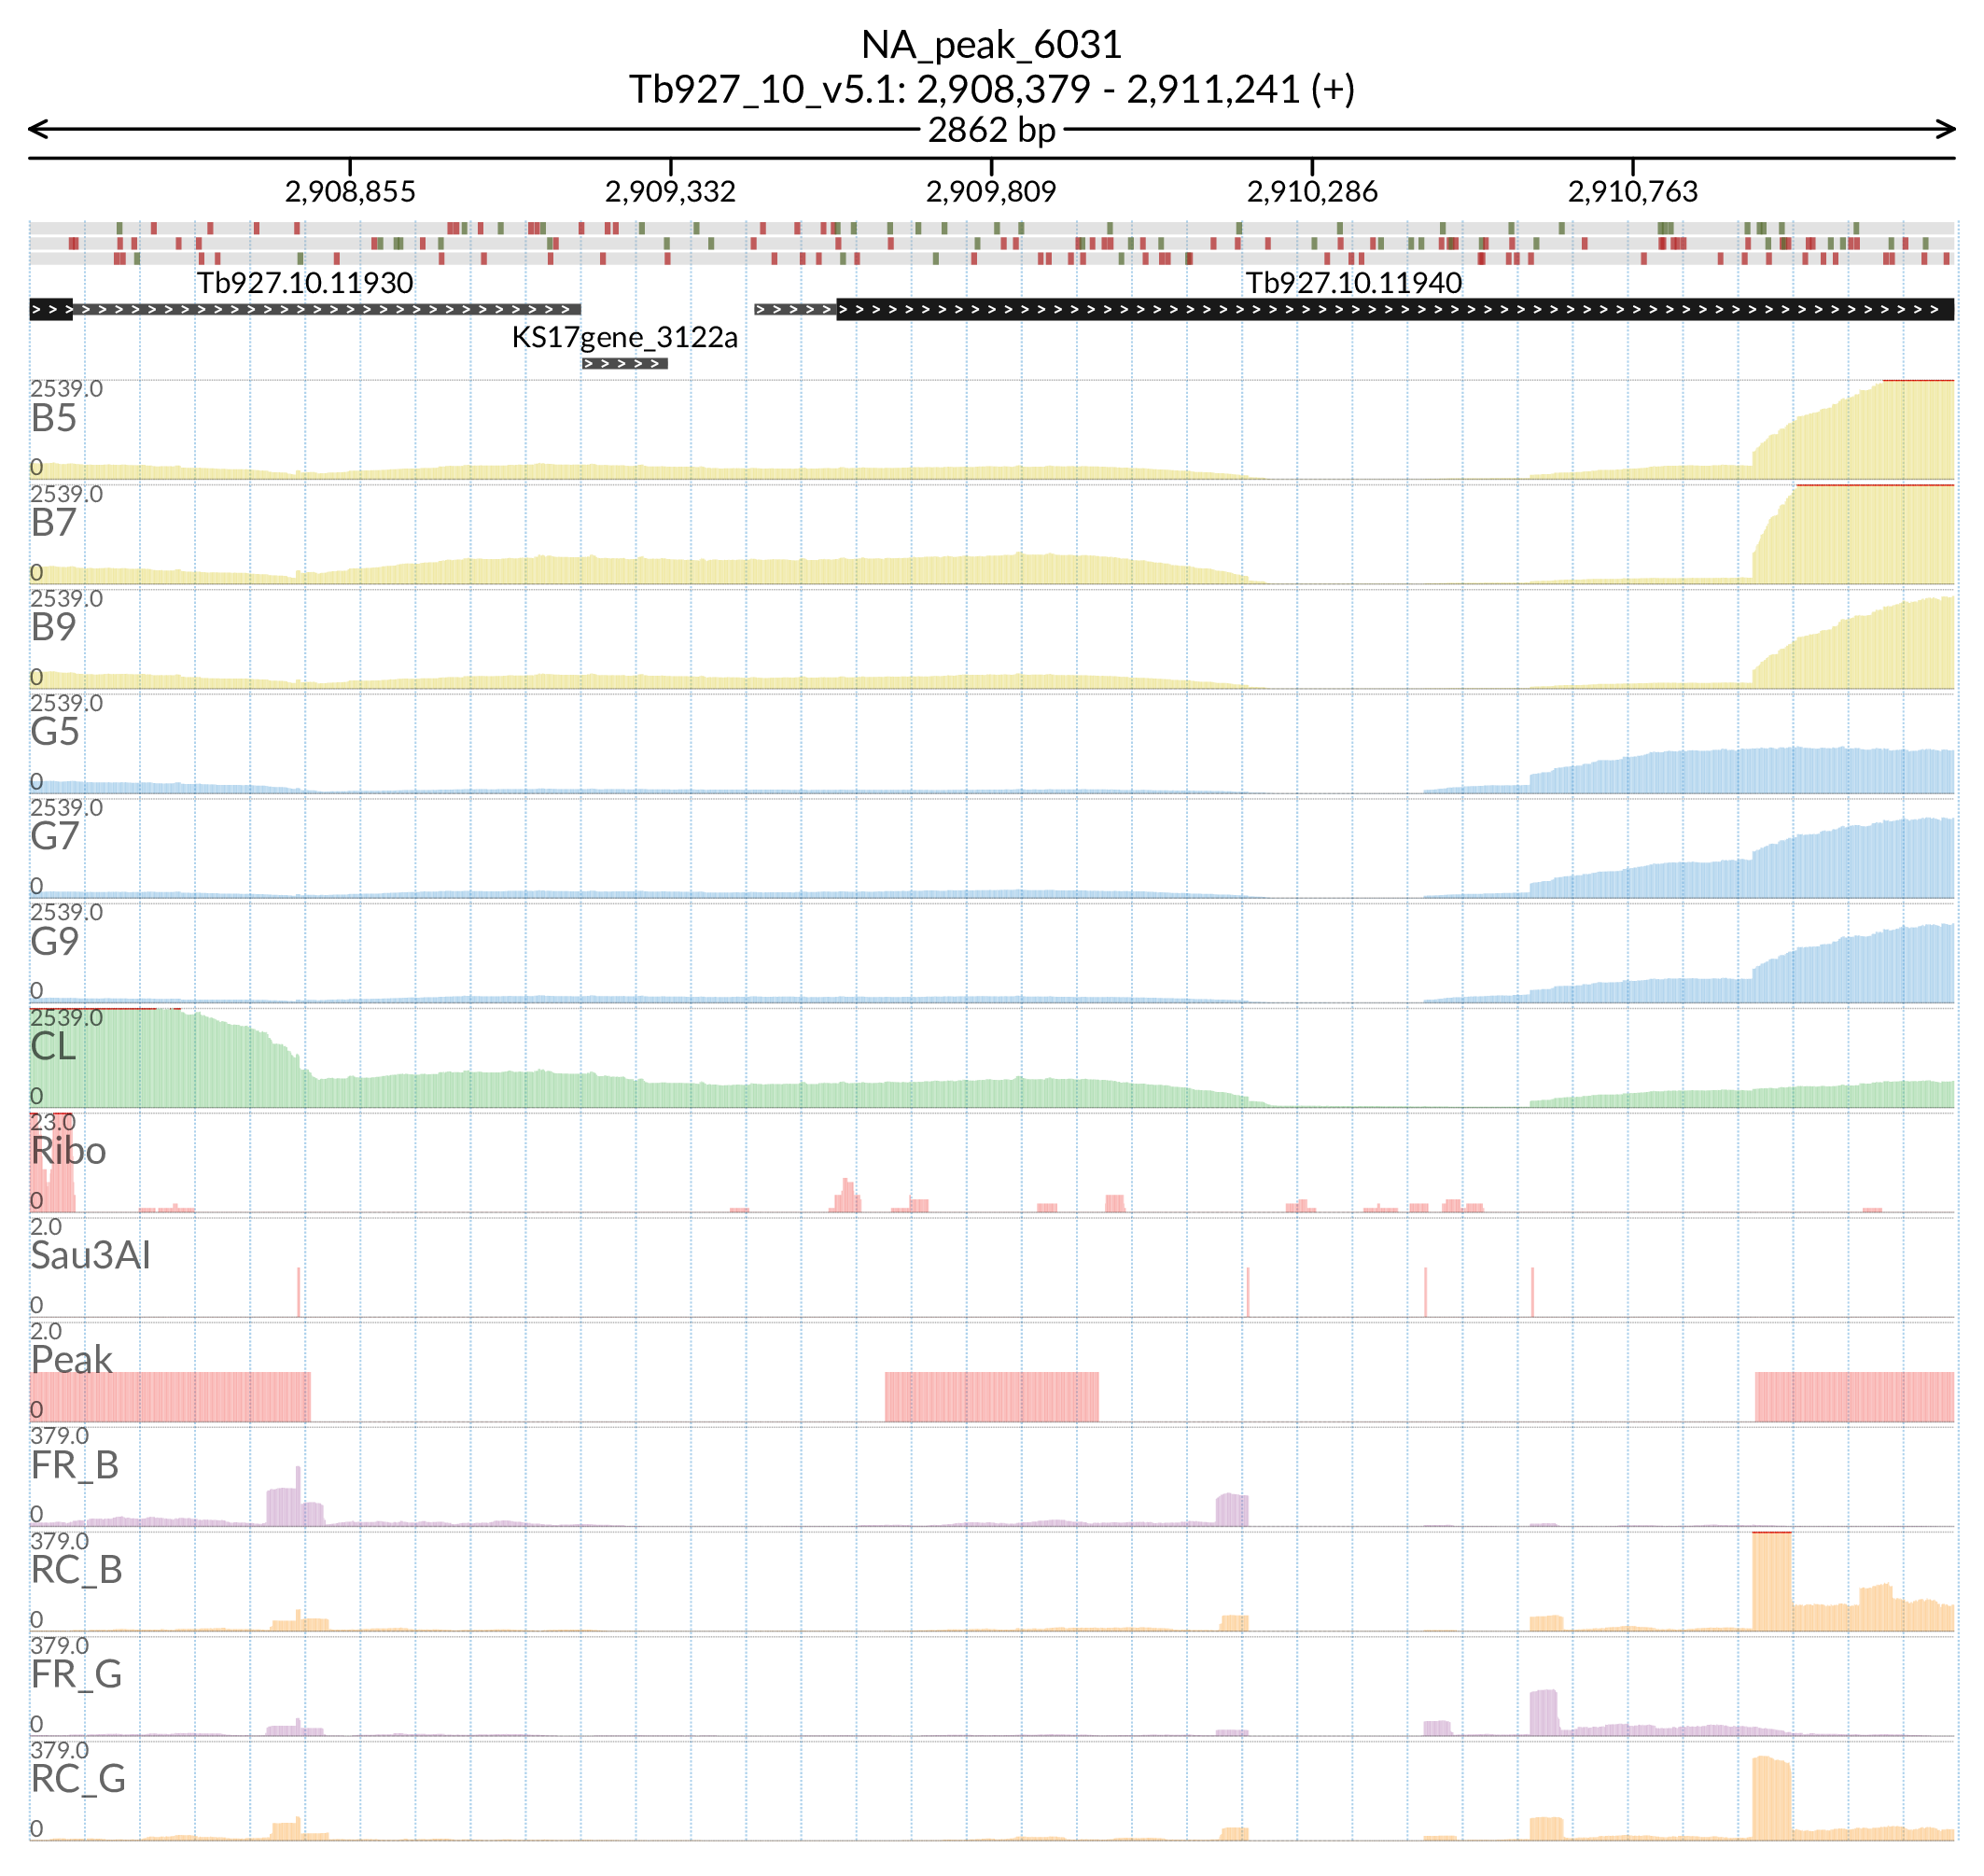 NA_peak_6031
Tb927_10_v5.1: 2,908,379 - 2,911,241 (+)
2862 bp
2,908,855 2,909,332 2,909,809 2,910,286 2,910,763
Tb927.10.11930 Tb927.10.11940
KS17gene_3122a
2539.0
B5
0
2539.0
B7
0
2539.0
B9
0
2539.0
G5
0
2539.0
G7
0
2539.0
G9
0
2539.0
CL
0
23.0
Ribo
0
2.0
Sau3AI
0
2.0
Peak
0
379.0
FR_B
0
379.0
RC_B
0
379.0
FR_G
0
379.0
RC_G
0